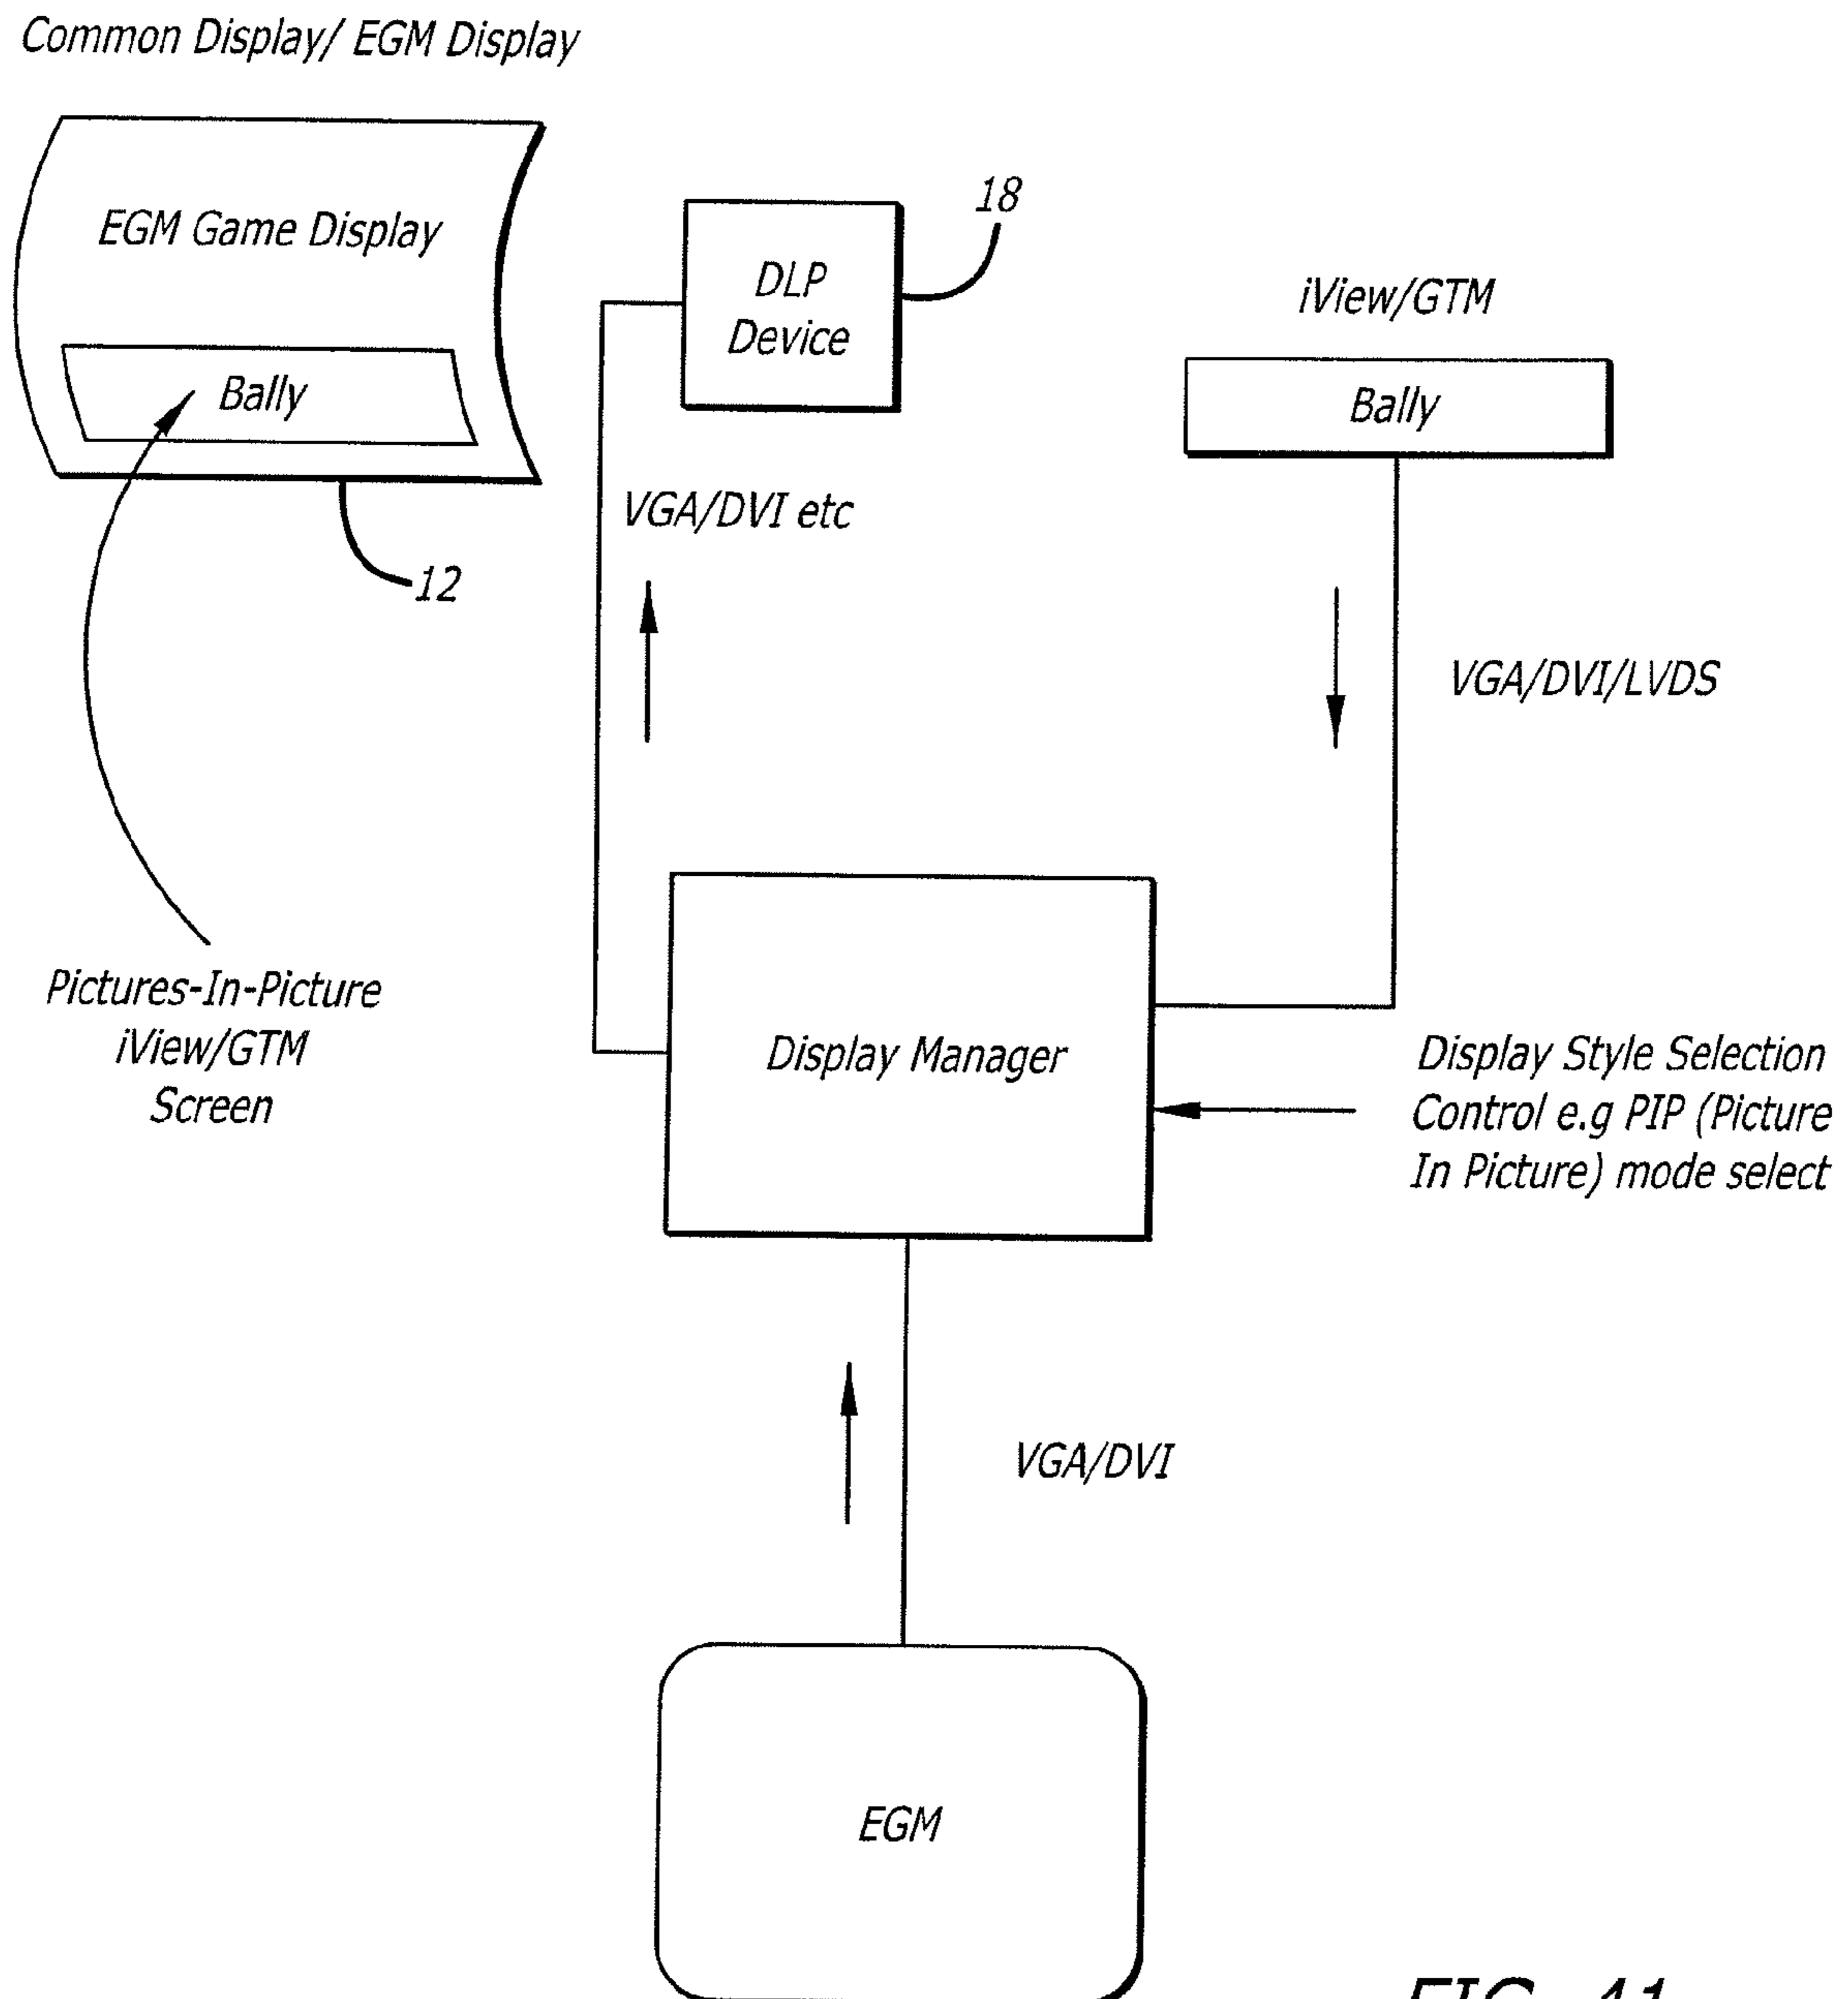 Common Display/ EGM Display
EGM Game Display
Bally
12
DLP
Device
18
iView/GTM
Bally
VGA/DVI etc
VGA/DVI/LVDS
Pictures-In-Picture
iView/GTM
Screen
Display Manager
Display Style Selection
Control e.g PIP (Picture
In Picture) mode select
VGA/DVI
EGM
FIG. 41